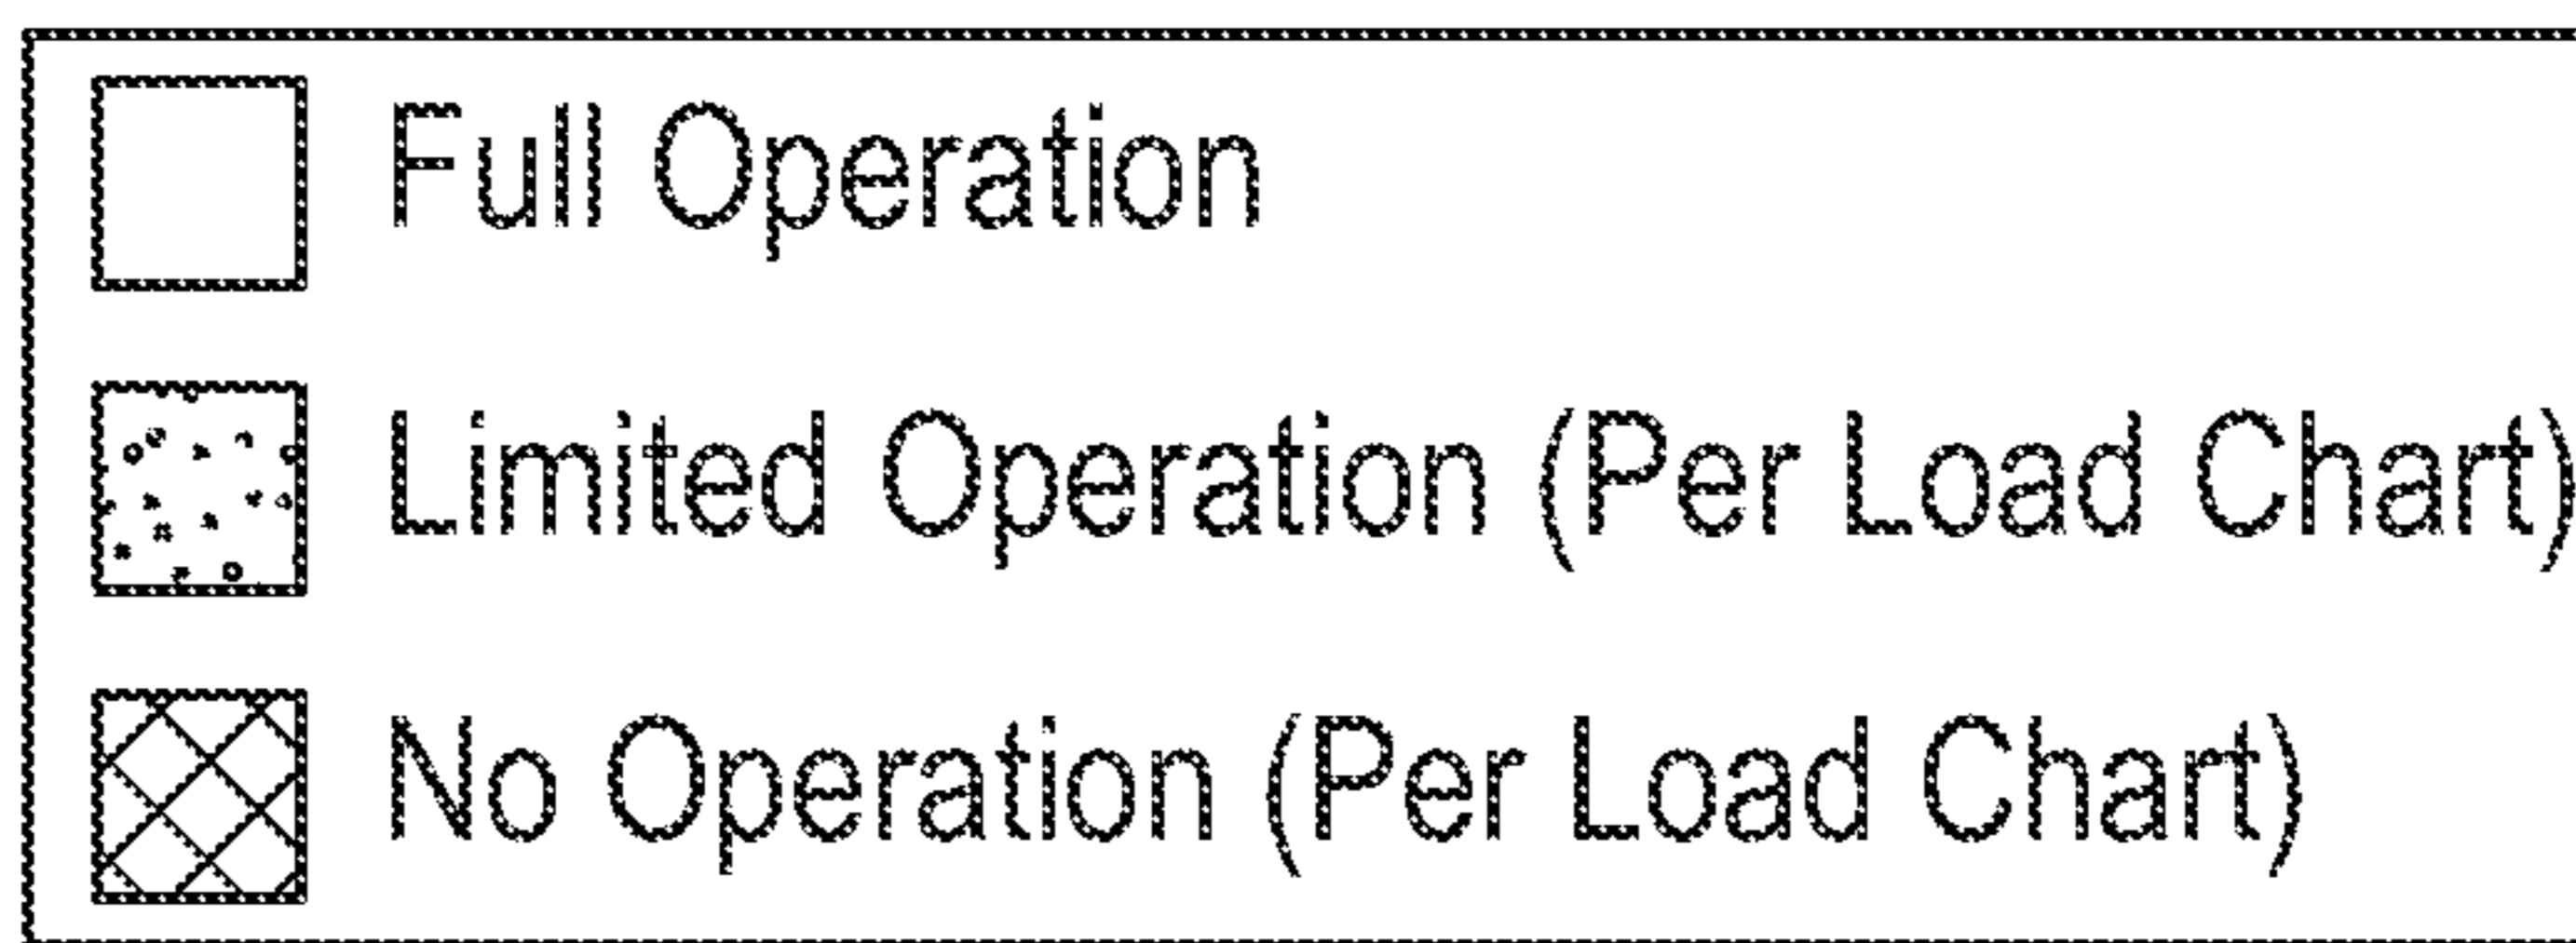 Full Operation
Limited Operation (Per Load Chart)
No Operation (Per Load Chart)